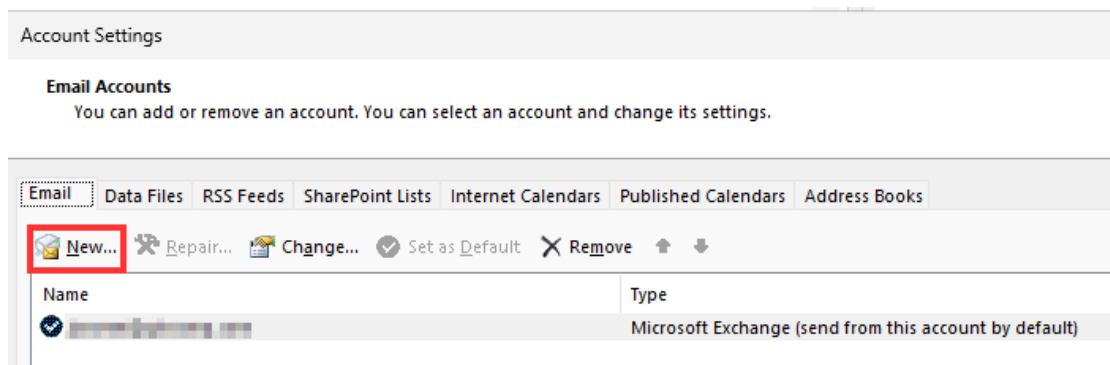 Account Settings
Email Accounts
You can add or remove an account. You can select an account and change its settings.
Email Data Files RSS Feeds SharePoint Lists Internet Calendars Published Calendars Address Books
New... Repair... Change... Set as Default Remove
Name Type
Microsoft Exchange (send from this account by default)